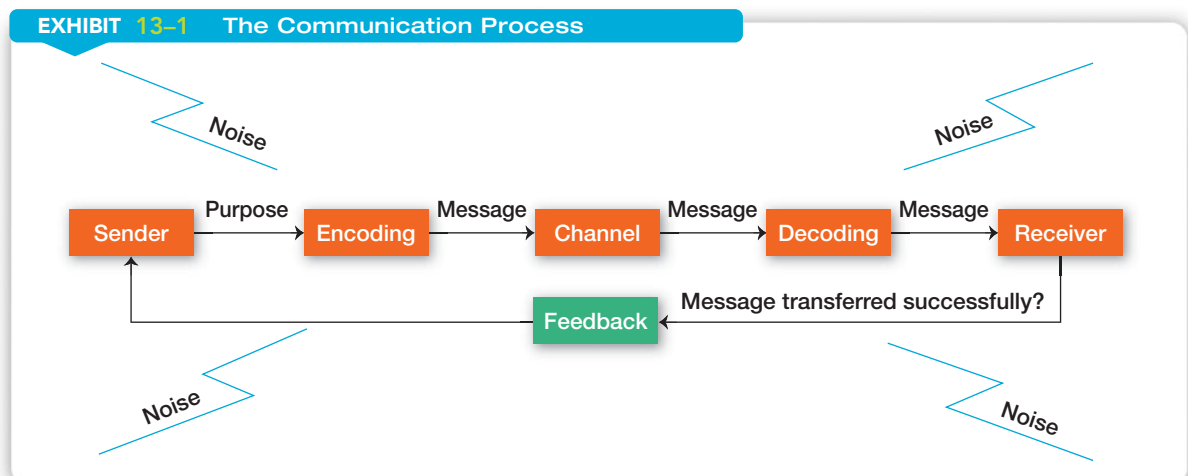 EXHIBIT 13–1 The Communication Process
Noise
Noise
Purpose
Message
Message
Message
Sender
Encoding
Channel
Decoding
Receiver
Message transferred successfully?
Feedback
Noise
Noise